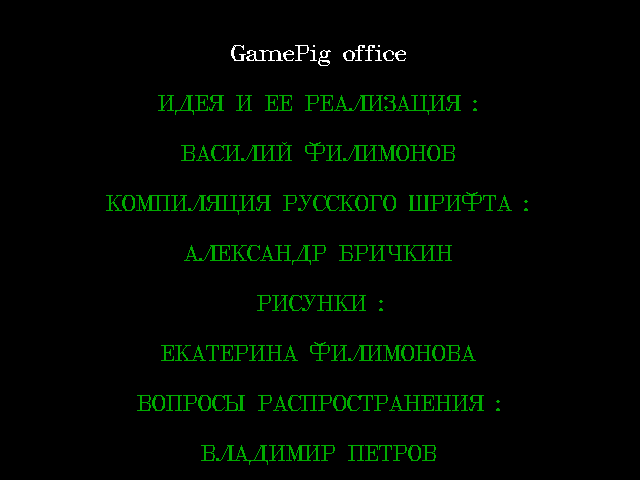 GamePig office
ИДЕЯ И ЕЕ РЕАЛИЗАЦИЯ :
ВАСИЛИЙ ФИЛИМОНОВ
КОМПИЛЯЦИЯ РУССКОГО ШРИФТА :
АЛЕКСАНДР БРИЧКИН
РИСУНКИ :
ЕКАТЕРИНА ФИЛИМОНОВА
ВОПРОСЫ РАСПРОСТРАНЕНИЯ :
ВЛАДИМИР ПЕТРОВ